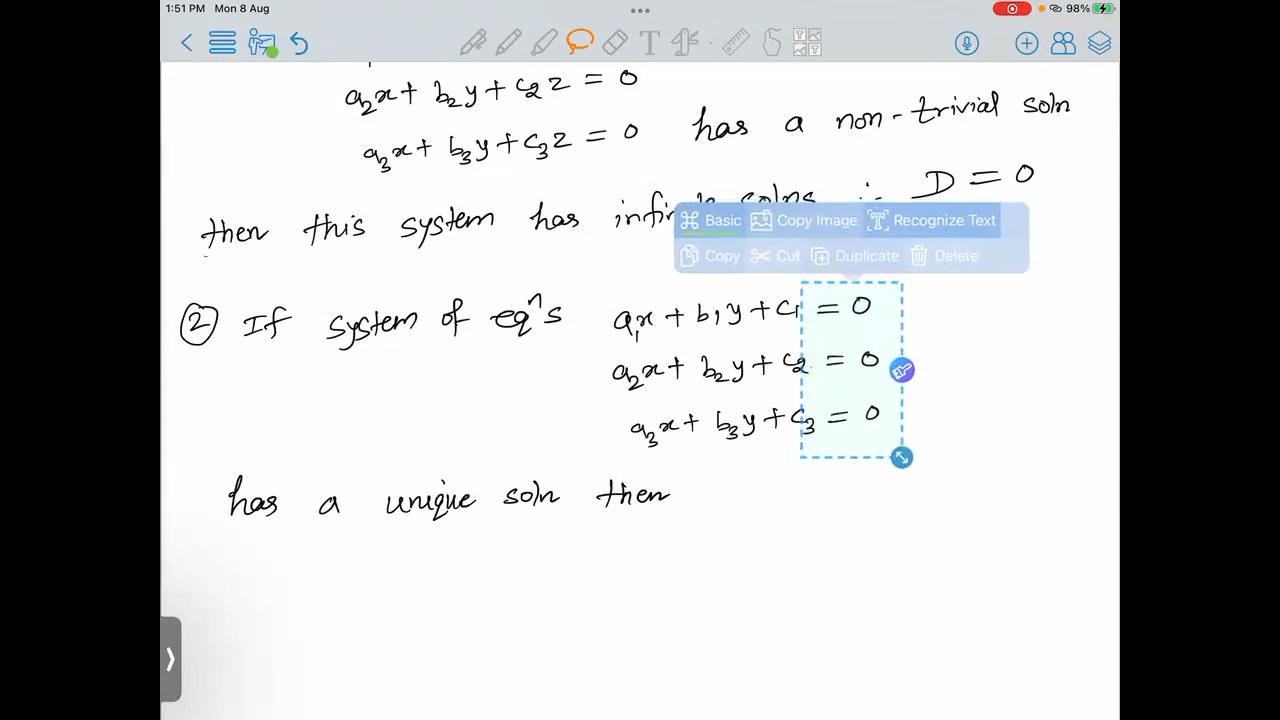 1:51 PM Mon 8 Aug
98%
a₂x + b₂y + c₂z = 0
a₃x + b₃y + c₃z = 0 has a non-trivial soln
then this system has D = 0
Basic Copy Image Recognize Text
Copy Cut Duplicate Delete
② If system of eqⁿs a₁x + b₁y + c₁ = 0
a₂x + b₂y + c₂ = 0
a₃x + b₃y + c₃ = 0
has a unique soln then